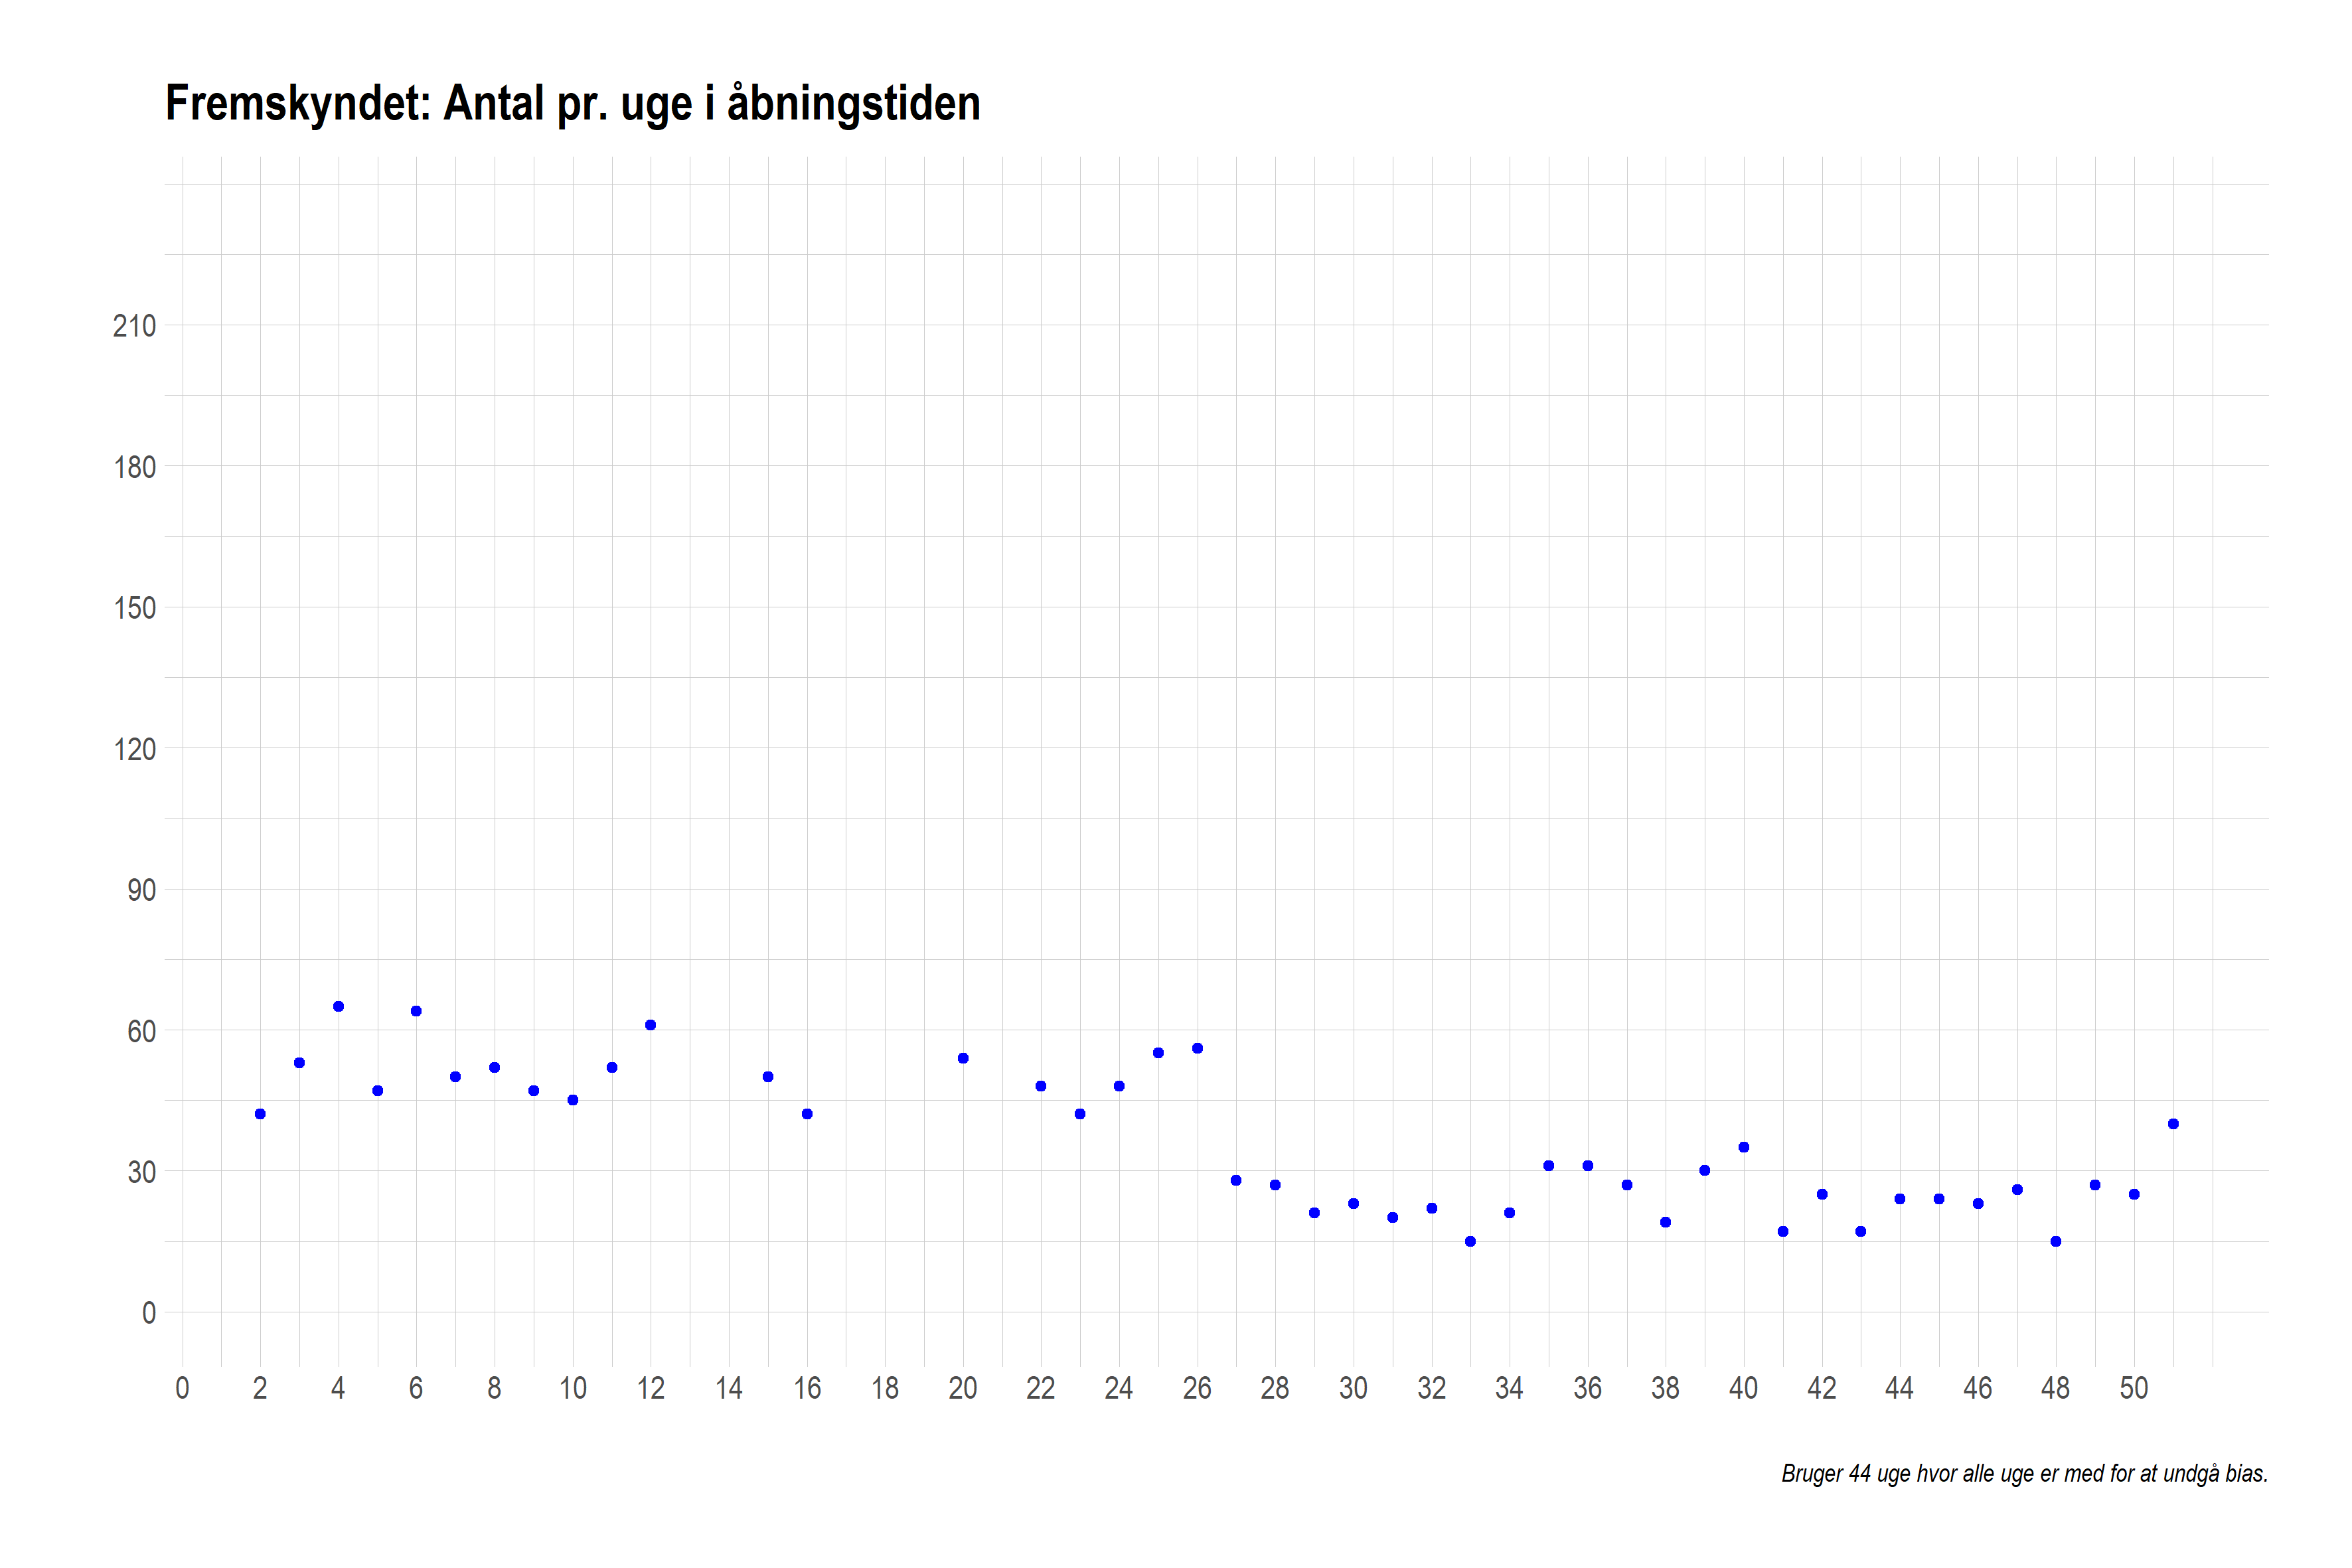 Fremskyndet: Antal pr. uge i åbningstiden
210
180
150
120
90
60
30
0
0 2 4 6 8 10 12 14 16 18 20 22 24 26 28 30 32 34 36 38 40 42 44 46 48 50
Bruger 44 uge hvor alle uge er med for at undgå bias.